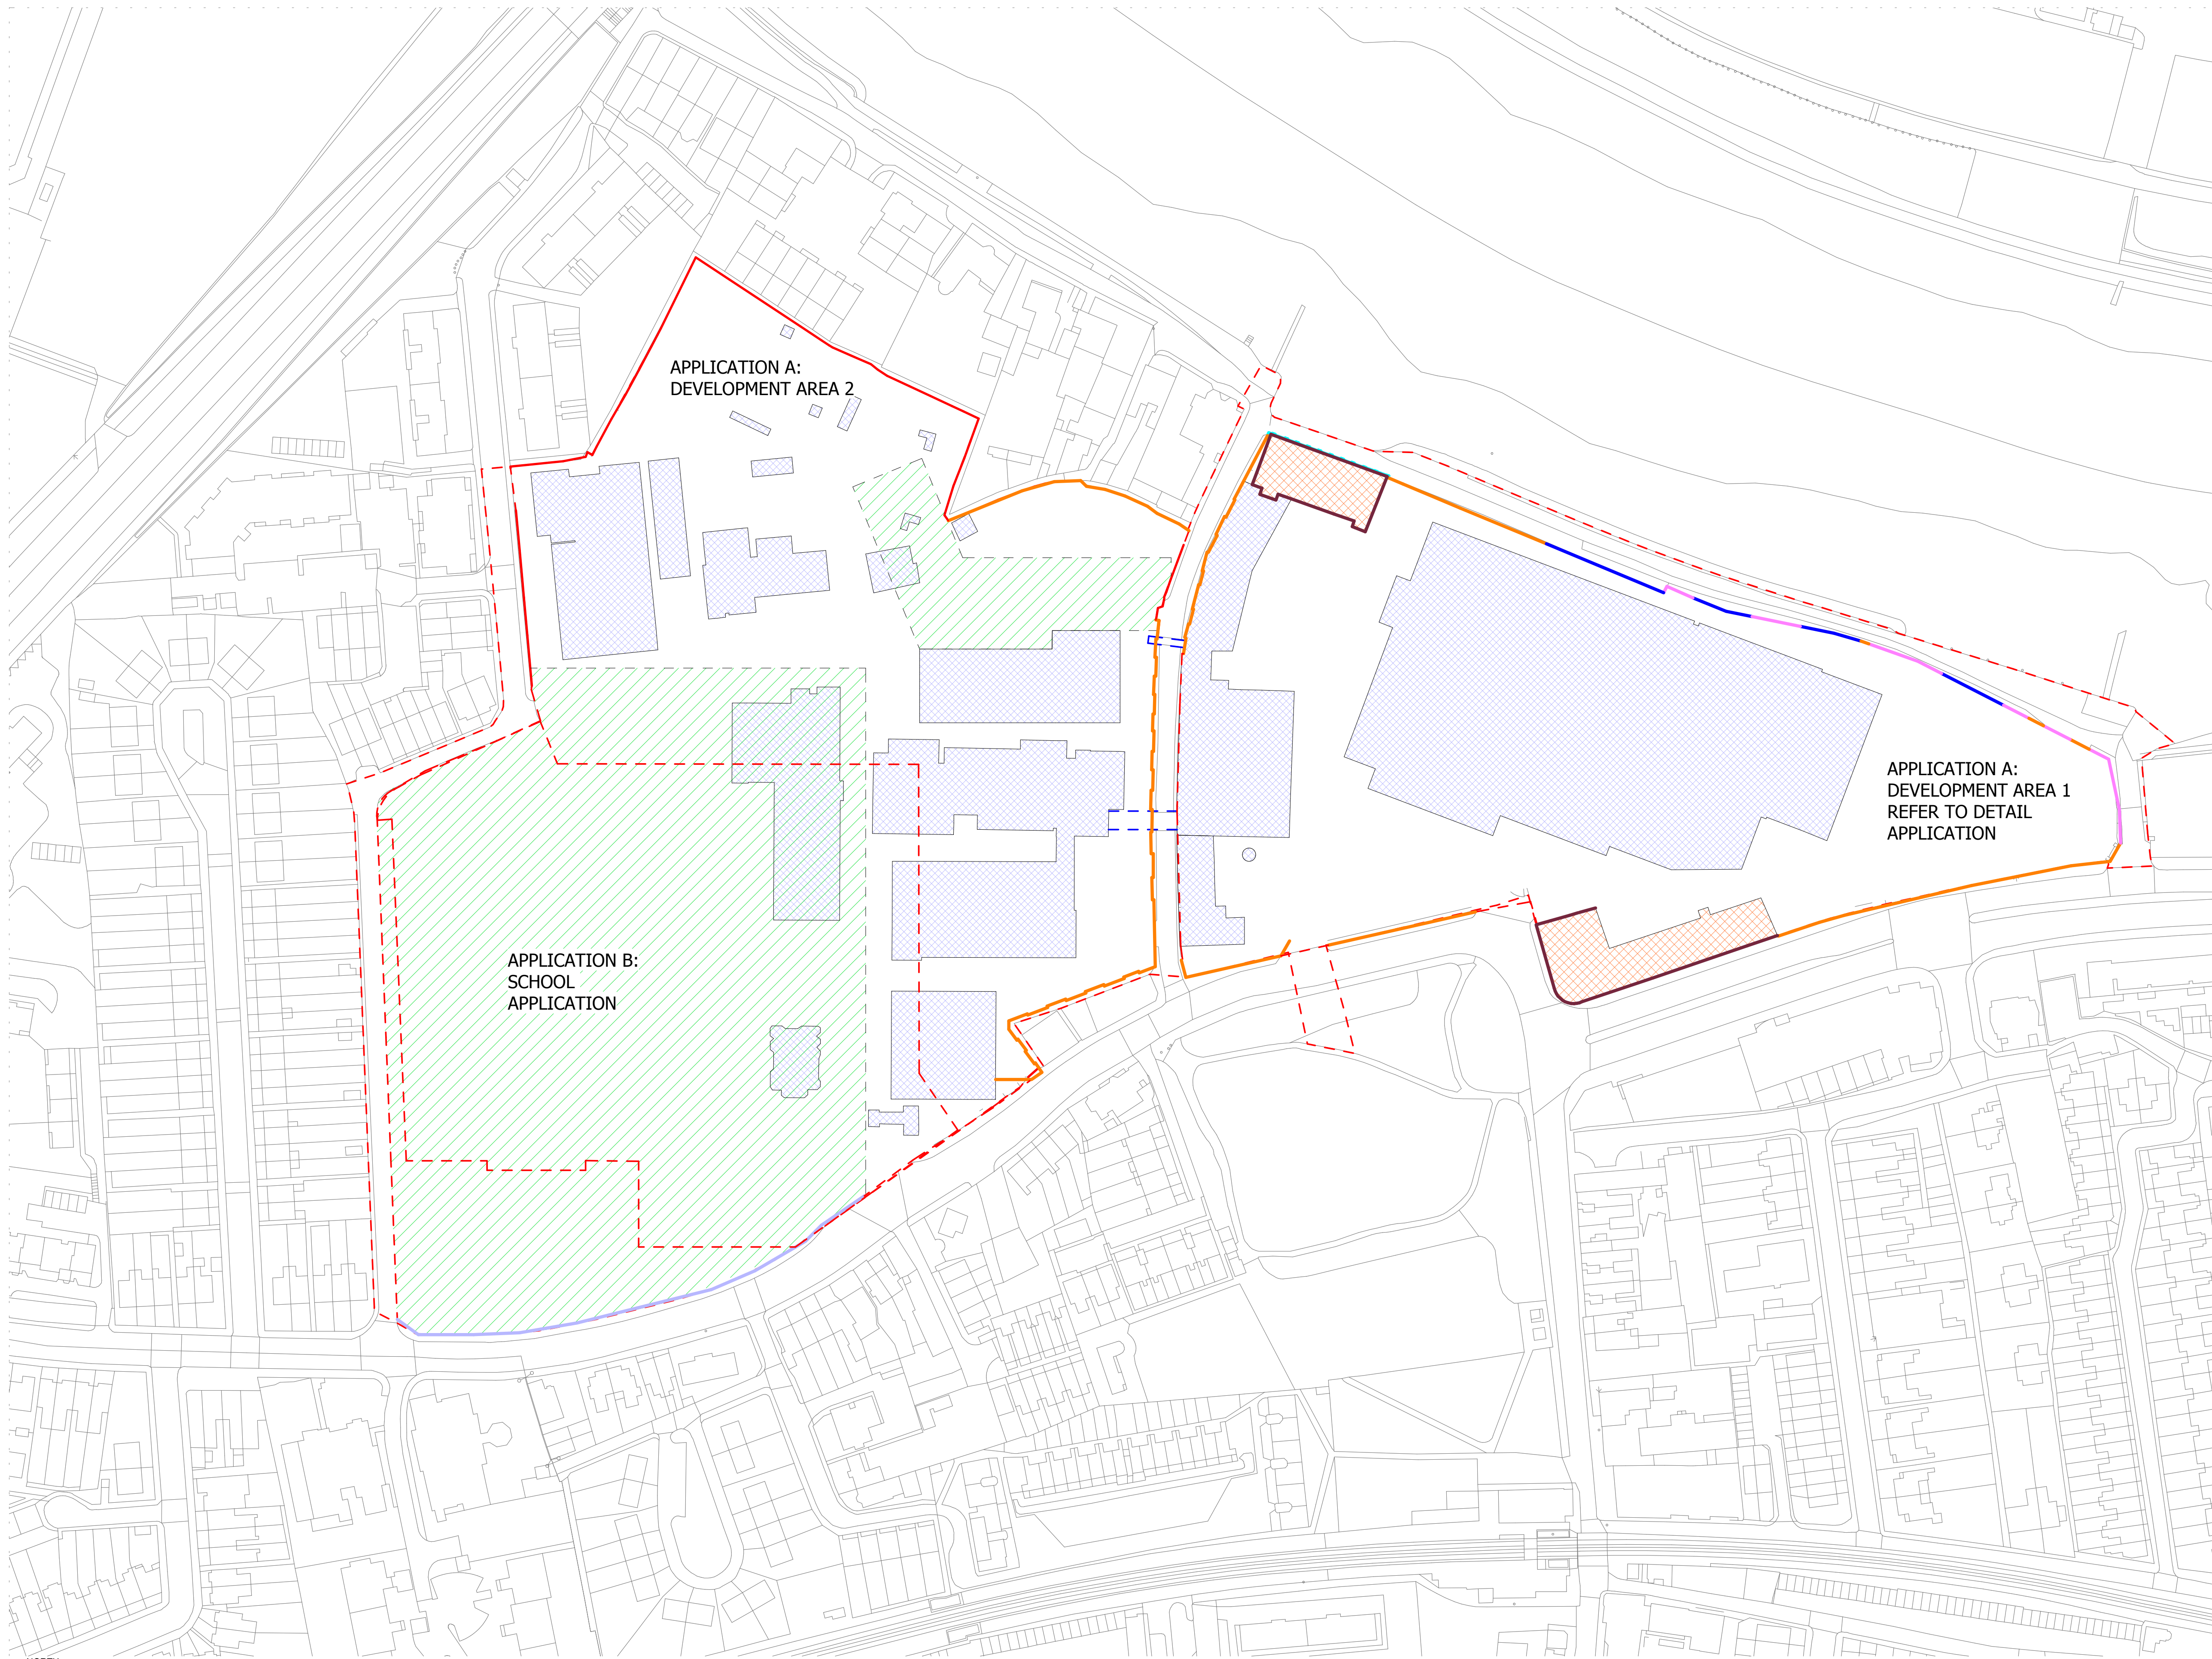 APPLICATION A:
DEVELOPMENT AREA 2
APPLICATION A:
DEVELOPMENT AREA 1
REFER TO DETAIL
APPLICATION
APPLICATION B:
SCHOOL
APPLICATION